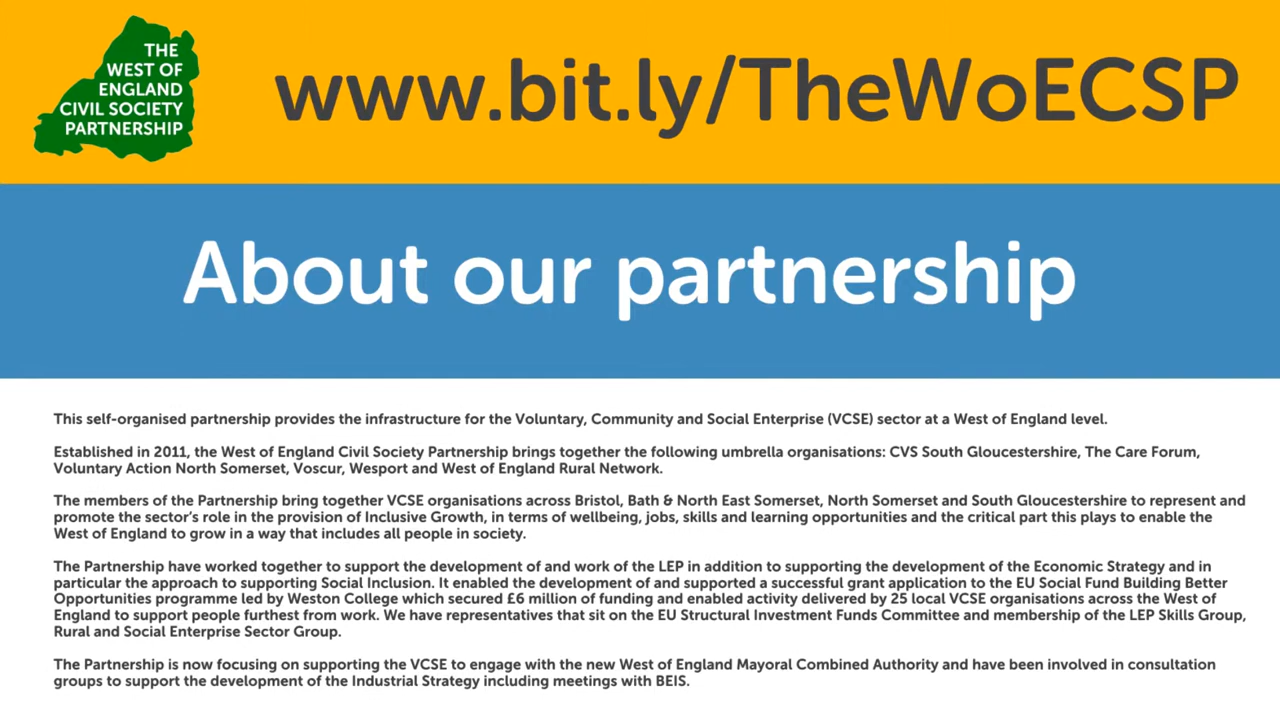 THE
WEST OF
ENGLAND
CIVIL SOCIETY
PARTNERSHIP
www.bit.ly/TheWoECSP
About our partnership
This self-organised partnership provides the infrastructure for the Voluntary, Community and Social Enterprise (VCSE) sector at a West of England level.
Established in 2011, the West of England Civil Society Partnership brings together the following umbrella organisations: CVS South Gloucestershire, The Care Forum,
Voluntary Action North Somerset, Voscur, Wesport and West of England Rural Network.
The members of the Partnership bring together VCSE organisations across Bristol, Bath & North East Somerset, North Somerset and South Gloucestershire to represent and
promote the sector's role in the provision of Inclusive Growth, in terms of wellbeing, jobs, skills and learning opportunities and the critical part this plays to enable the
West of England to grow in a way that includes all people in society.
The Partnership have worked together to support the development of and work of the LEP in addition to supporting the development of the Economic Strategy and in
particular the approach to supporting Social Inclusion. It enabled the development of and supported a successful grant application to the EU Social Fund Building Better
Opportunities programme led by Weston College which secured £6 million of funding and enabled activity delivered by 25 local VCSE organisations across the West of
England to support people furthest from work. We have representatives that sit on the EU Structural Investment Funds Committee and membership of the LEP Skills Group,
Rural and Social Enterprise Sector Group.
The Partnership is now focusing on supporting the VCSE to engage with the new West of England Mayoral Combined Authority and have been involved in consultation
groups to support the development of the Industrial Strategy including meetings with BEIS.